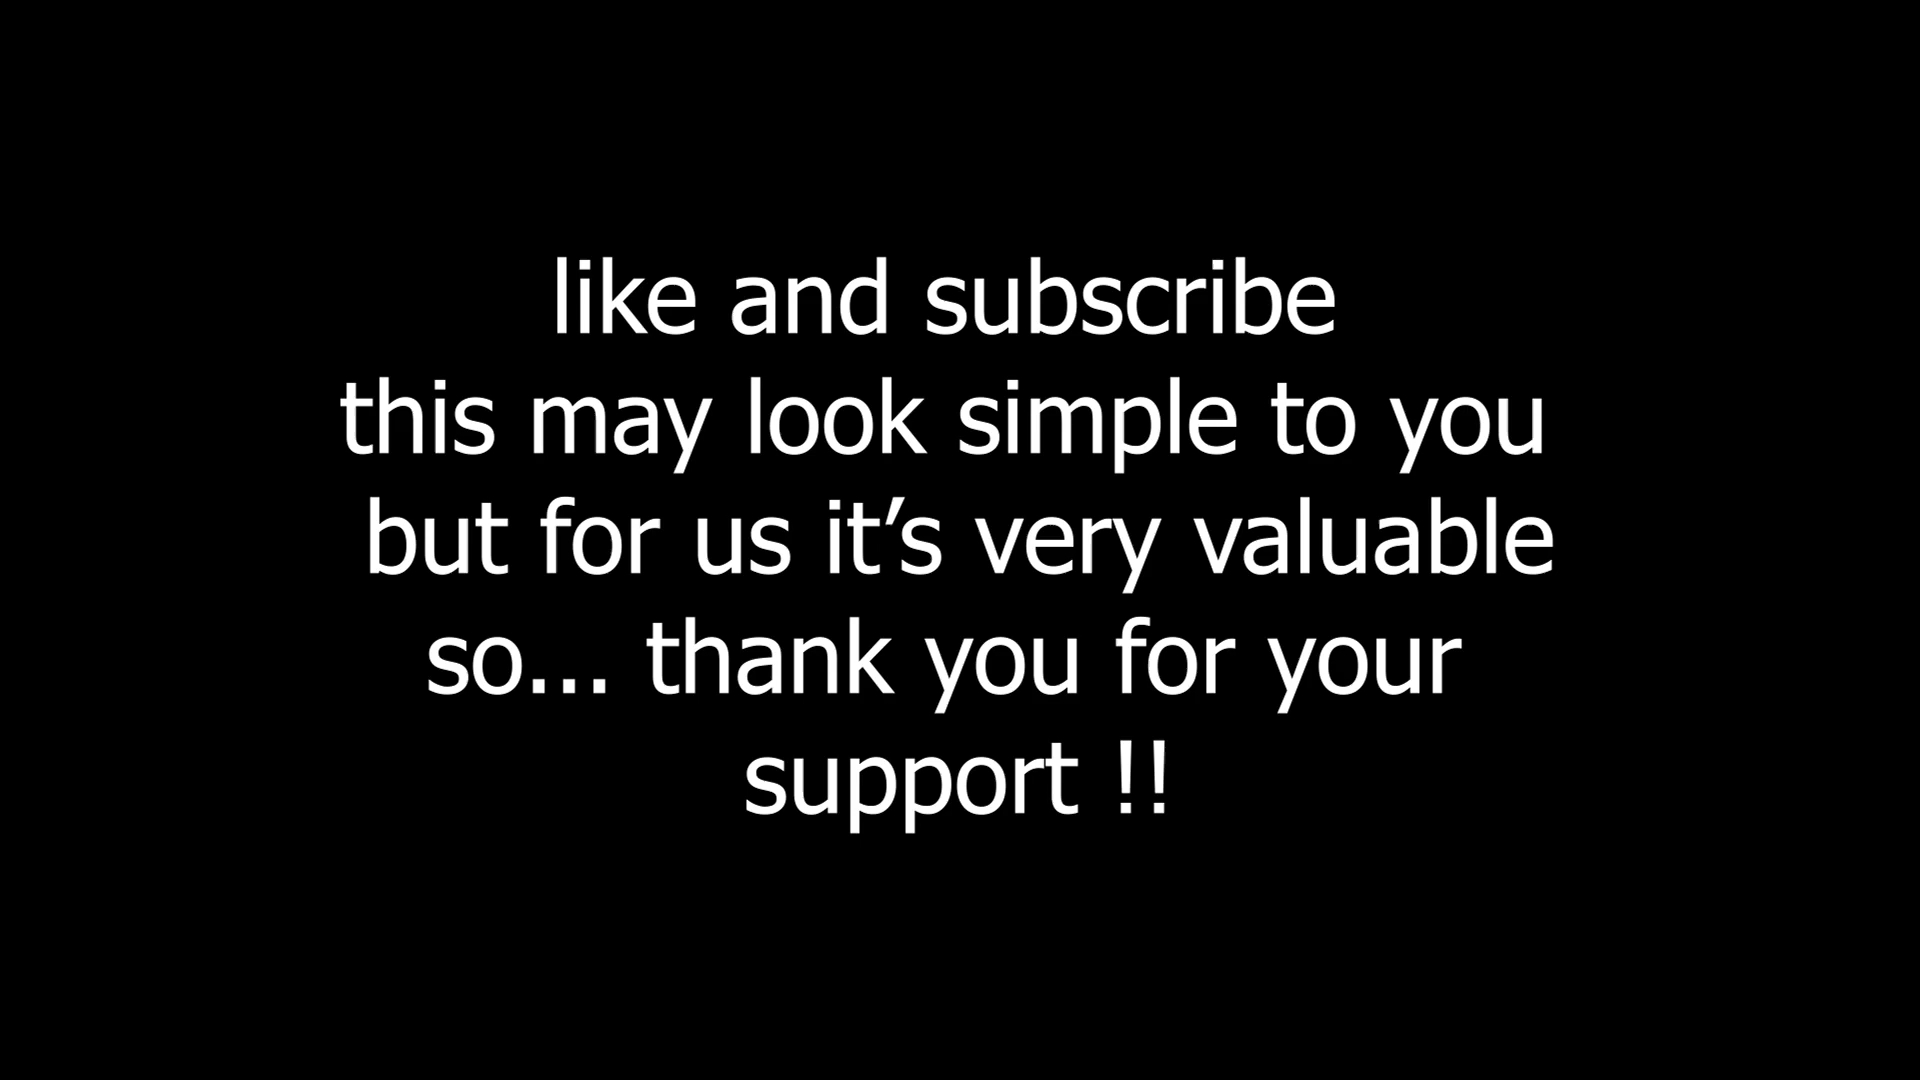 like and subscribe
this may look simple to you
but for us it’s very valuable
so... thank you for your
support !!